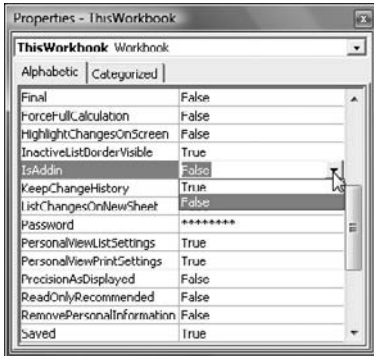 Properties - ThisWorkbook
ThisWorkbook Workbook
Alphabetic Categorized
Final False
ForceFullCalculation False
HighlightChangesOnScreen False
InactiveListBorderVisible True
IsAddin False
KeepChangeHistory True
ListChangesOnNewSheet False
Password ********
PersonalViewListSettings True
PersonalViewPrintSettings True
PrecisionAsDisplayed False
ReadOnlyRecommended False
RemovePersonalInformation False
Saved True